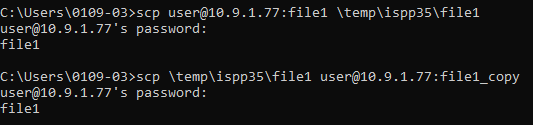 C:\Users\0109-03>scp user@10.9.1.77:file1 \temp\ispp35\file1
user@10.9.1.77's password:
file1
C:\Users\0109-03>scp \temp\ispp35\file1 user@10.9.1.77:file1_copy
user@10.9.1.77's password:
file1